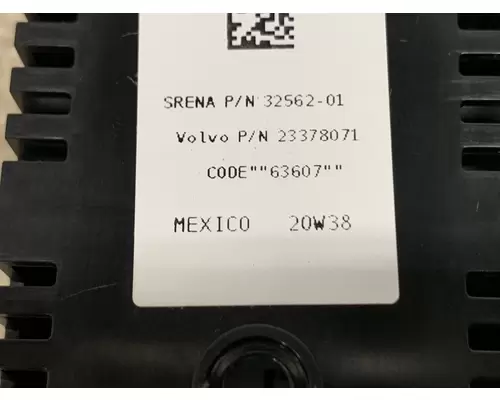 SRENA P/N 32562-01
Volvo P/N 23378071
CODE""63607""
MEXICO 20W38